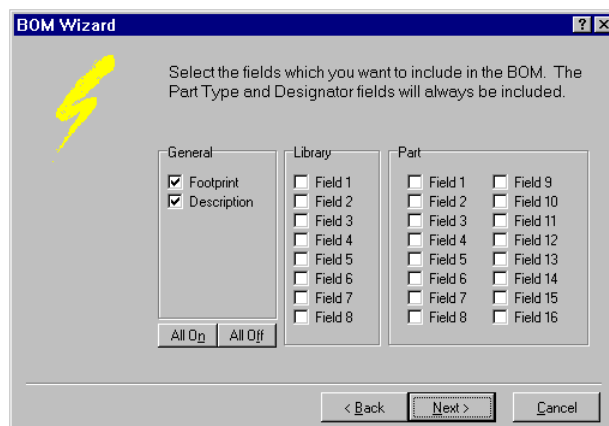 BOM Wizard
Select the fields which you want to include in the BOM. The
Part Type and Designator fields will always be included.
General
Footprint
Description
All On
All Off
Library
Field 1
Field 2
Field 3
Field 4
Field 5
Field 6
Field 7
Field 8
Part
Field 1
Field 2
Field 3
Field 4
Field 5
Field 6
Field 7
Field 8
Field 9
Field 10
Field 11
Field 12
Field 13
Field 14
Field 15
Field 16
< Back
Next >
Cancel